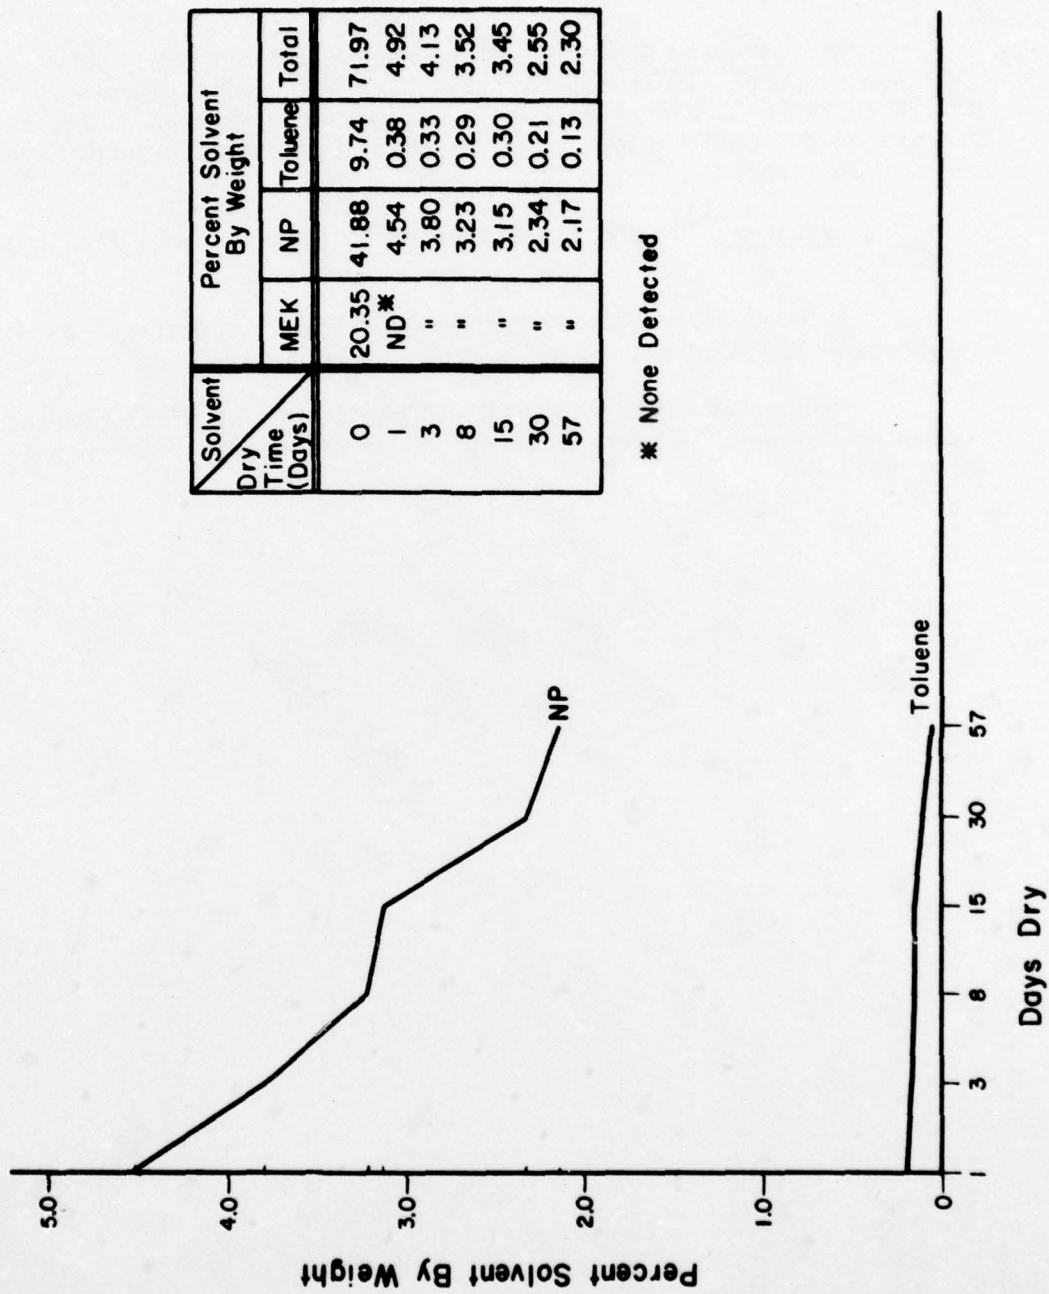 Percent Solvent By Weight
5.0
4.0
3.0
2.0
1.0
0
1 3 8 15 30 57
Days Dry
NP
Toluene
Solvent
Dry
Time
(Days)
Percent Solvent
By Weight
MEK NP Toluene Total
0 20.35 41.88 9.74 71.97
1 ND* 4.54 0.38 4.92
3 " 3.80 0.33 4.13
8 " 3.23 0.29 3.52
15 " 3.15 0.30 3.45
30 " 2.34 0.21 2.55
57 " 2.17 0.13 2.30
* None Detected